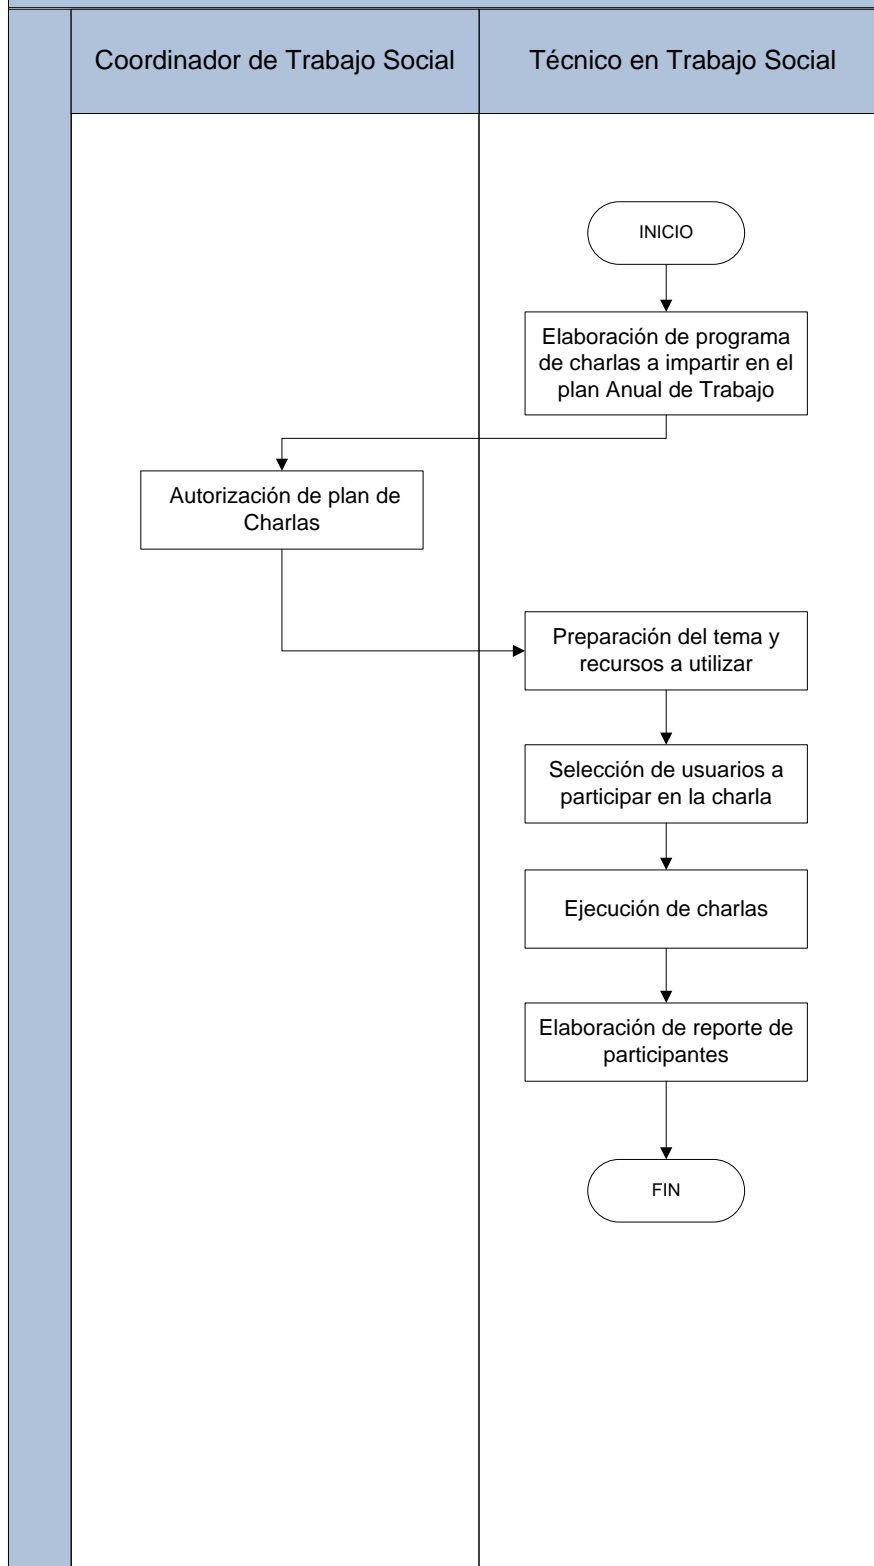 Coordinador de Trabajo Social
Técnico en Trabajo Social
INICIO
Elaboración de programa
de charlas a impartir en el
plan Anual de Trabajo
Autorización de plan de
Charlas
Preparación del tema y
recursos a utilizar
Selección de usuarios a
participar en la charla
Ejecución de charlas
Elaboración de reporte de
participantes
FIN